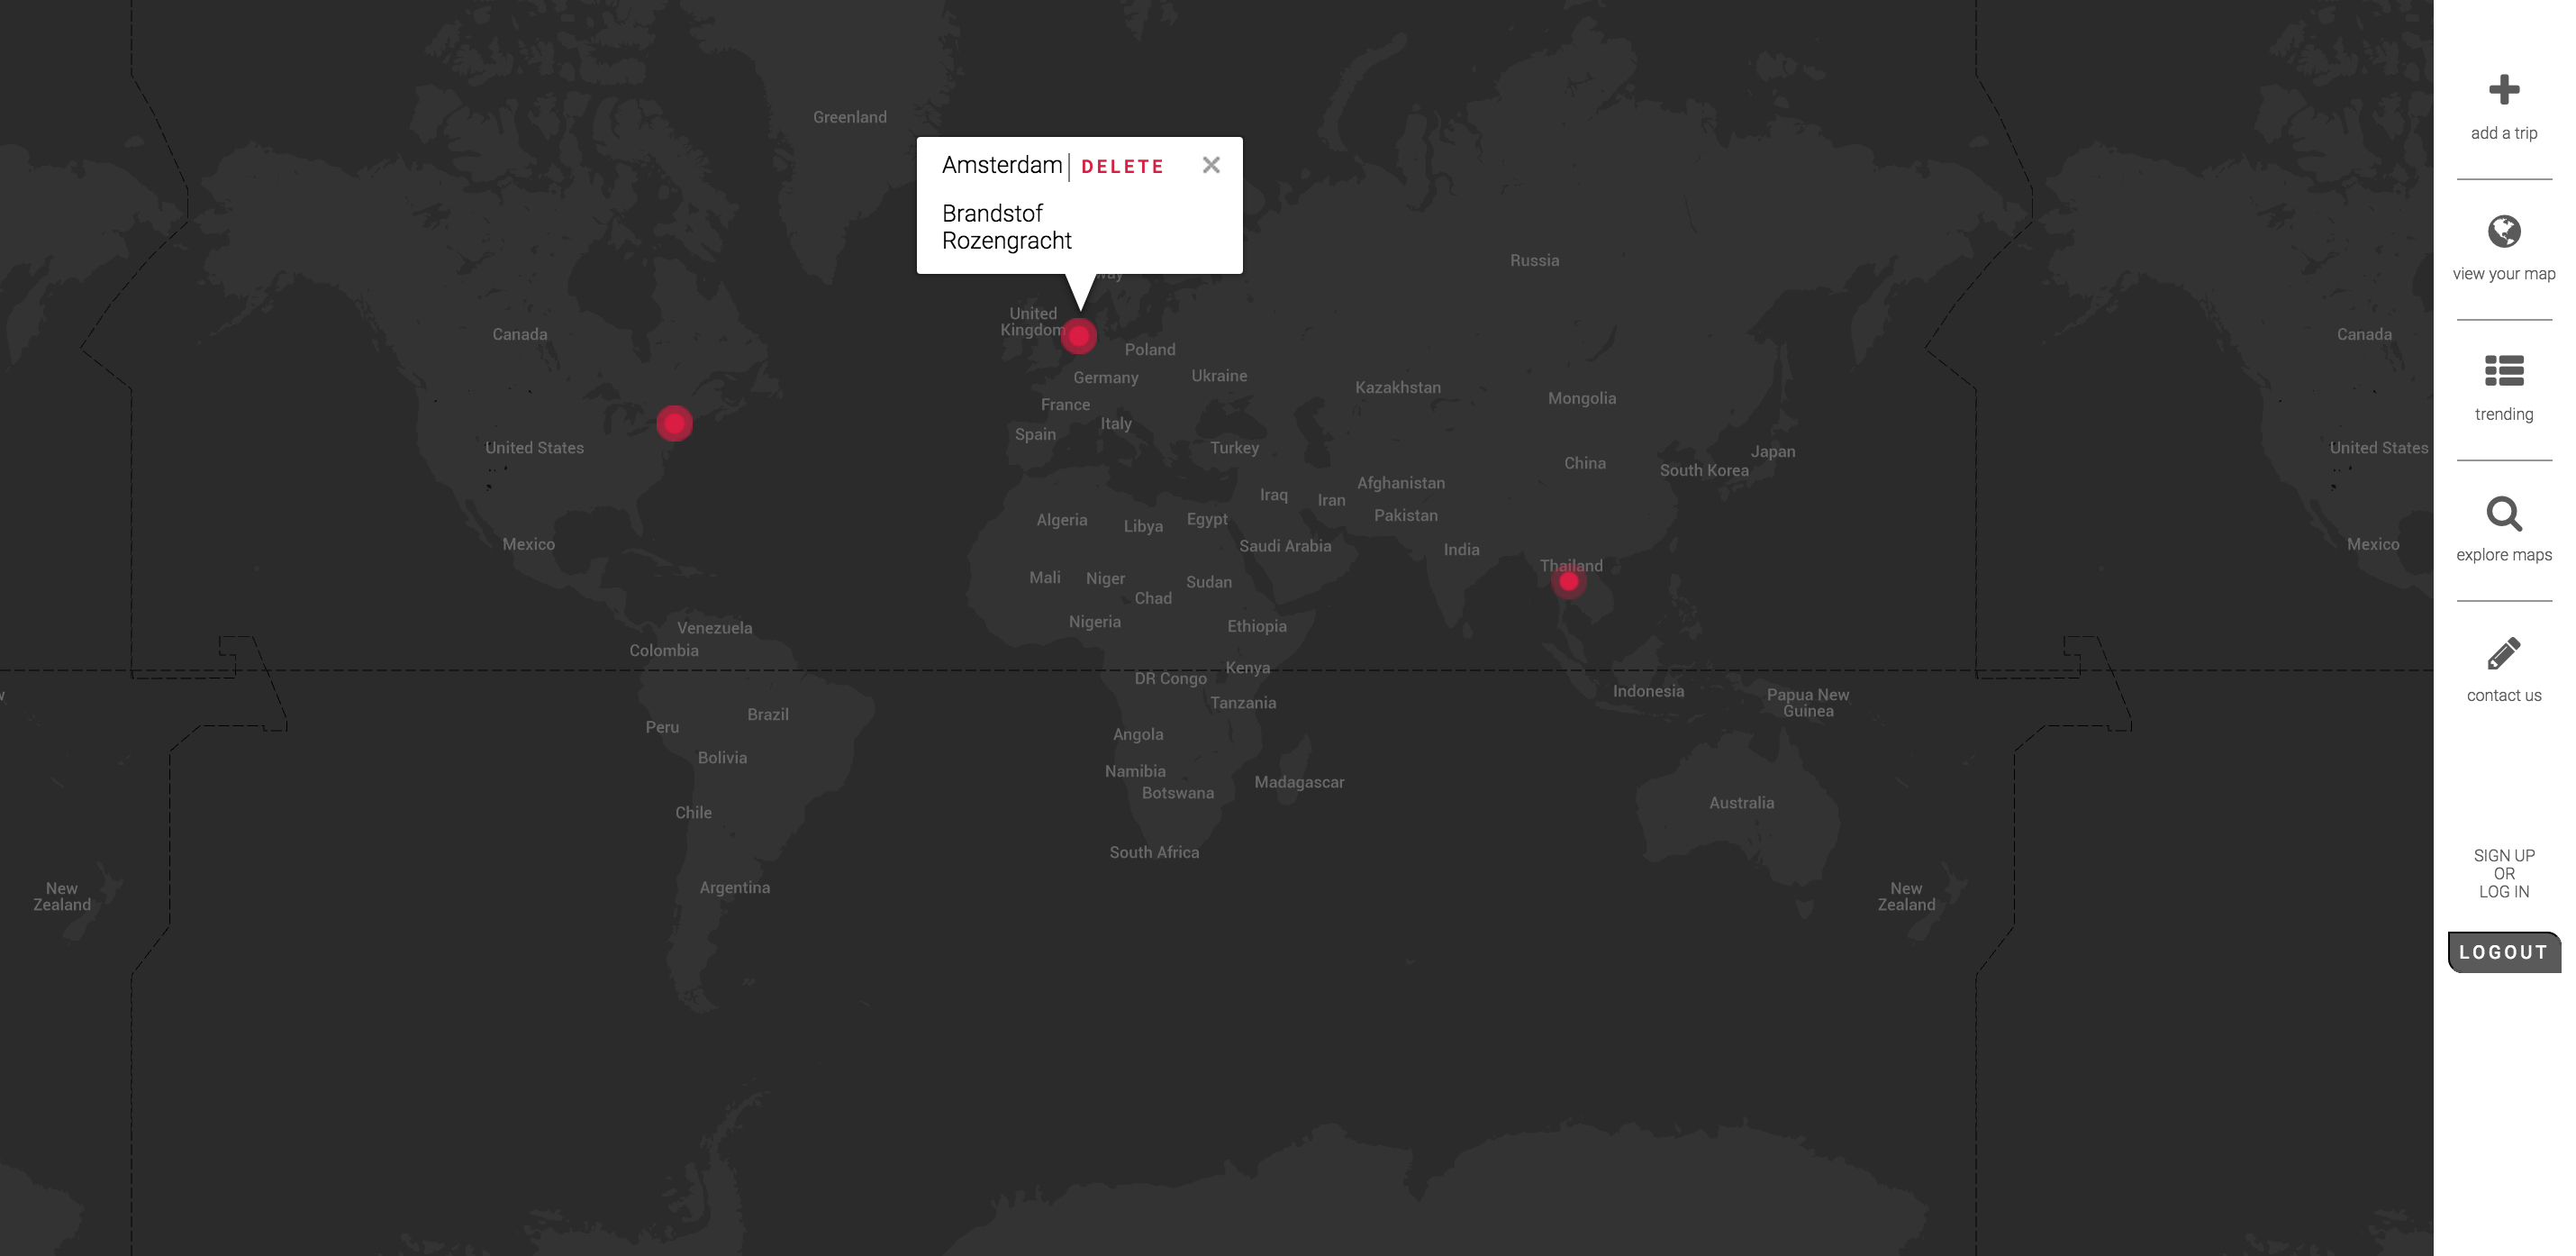 Greenland
Amsterdam| DELETE
Brandstof
Rozengracht
Russia
United
Kingdom
Canada
Poland
Germany
Ukraine
France
Kazakhstan
Mongolia
Italy
Spain
United States
Turkey
Japan
China
South Korea
Afghanistan
Iraq
Iran
Pakistan
Algeria
Libya
Egypt
Mexico
Saudi Arabia
India
Thailand
Mali
Niger
Sudan
Chad
Nigeria
Ethiopia
Venezuela
Colombia
Kenya
DR Congo
Indonesia
Papua New
Guinea
Tanzania
Brazil
Peru
Angola
Bolivia
Namibia
Madagascar
Botswana
Chile
Australia
South Africa
Argentina
New
Zealand
New
Zealand
Canada
United States
Mexico
add a trip
view your map
trending
explore maps
contact us
SIGN UP
OR
LOG IN
LOGOUT